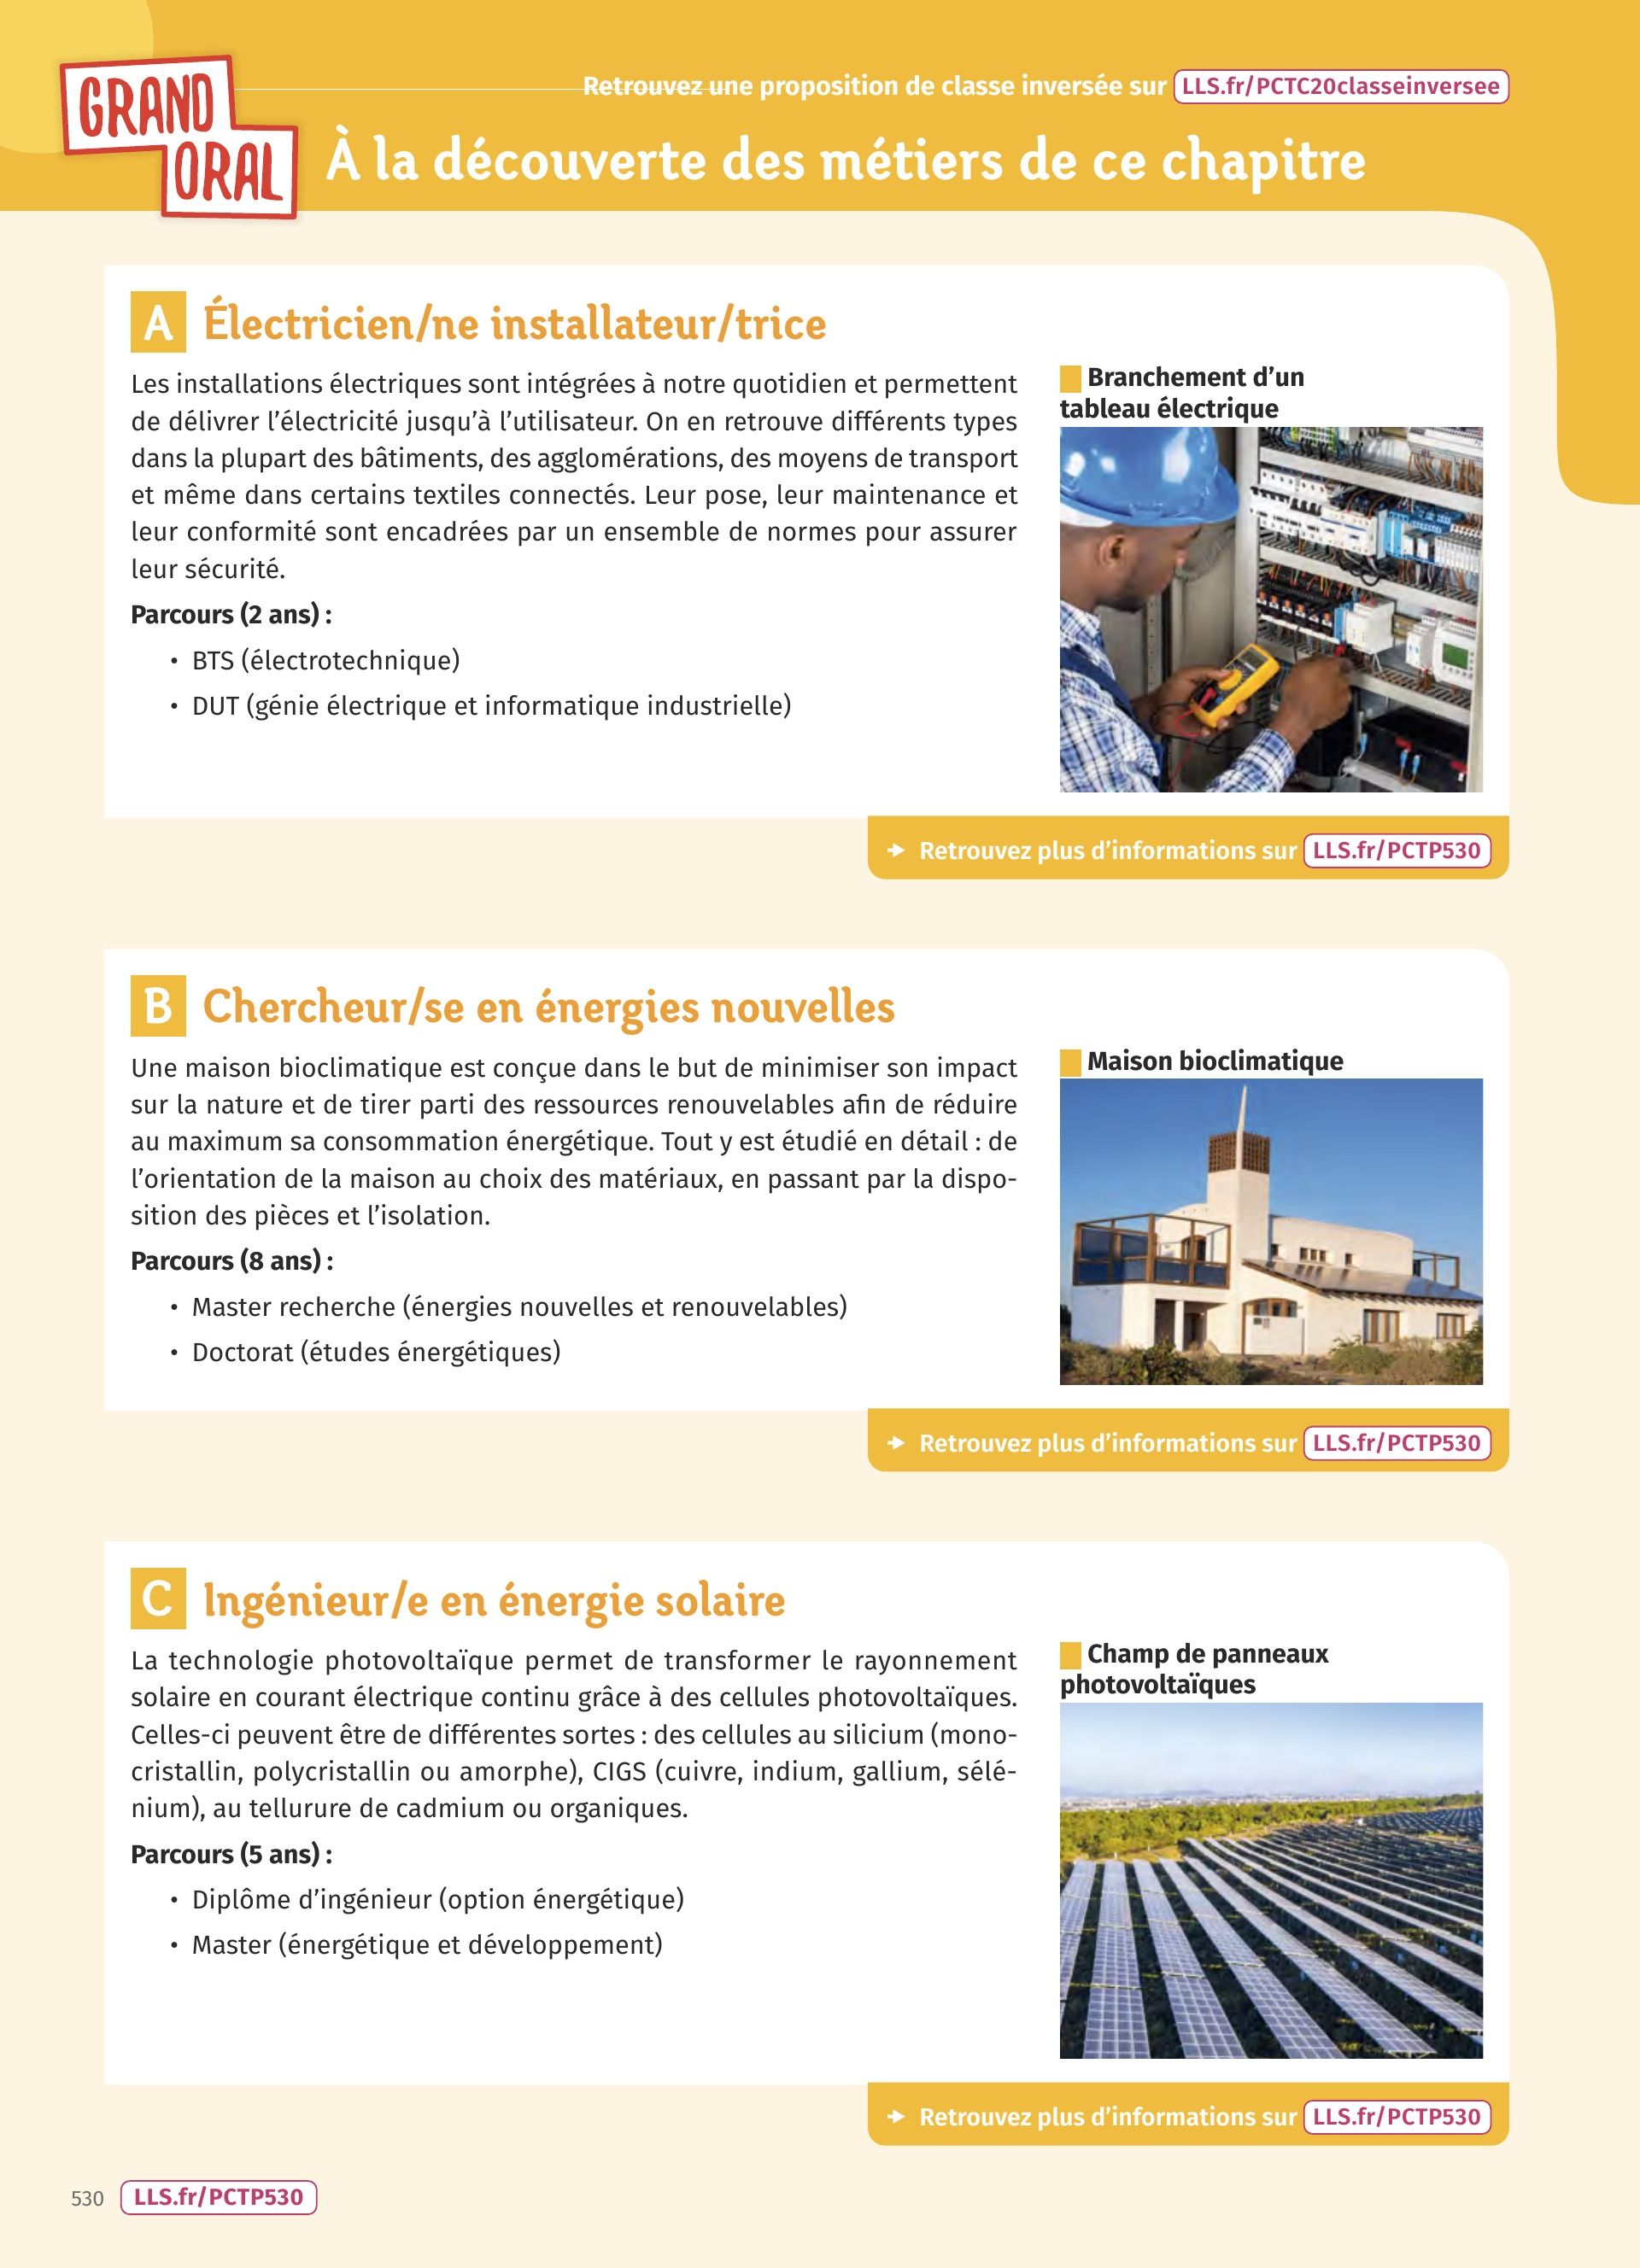 GRAND
ORAL
Retrouvez une proposition de classe inversée sur LLS.fr/PCTC20classeinversee
À la découverte des métiers de ce chapitre
A Électricien/ne installateur/trice
Les installations électriques sont intégrées à notre quotidien et permettent
de délivrer l'électricité jusqu'à l'utilisateur. On en retrouve différents types
dans la plupart des bâtiments, des agglomérations, des moyens de transport
et même dans certains textiles connectés. Leur pose, leur maintenance et
leur conformité sont encadrées par un ensemble de normes pour assurer
leur sécurité.
Parcours (2 ans) :
• BTS (électrotechnique)
• DUT (génie électrique et informatique industrielle)
Branchement d'un
tableau électrique
Retrouvez plus d'informations sur LLS.fr/PCTP530
B Chercheur/se en énergies nouvelles
Une maison bioclimatique est conçue dans le but de minimiser son impact
sur la nature et de tirer parti des ressources renouvelables afin de réduire
au maximum sa consommation énergétique. Tout y est étudié en détail : de
l'orientation de la maison au choix des matériaux, en passant par la dispo-
sition des pièces et l'isolation.
Parcours (8 ans) :
• Master recherche (énergies nouvelles et renouvelables)
• Doctorat (études énergétiques)
Maison bioclimatique
Retrouvez plus d'informations sur LLS.fr/PCTP530
C Ingénieur/e en énergie solaire
La technologie photovoltaïque permet de transformer le rayonnement
solaire en courant électrique continu grâce à des cellules photovoltaïques.
Celles-ci peuvent être de différentes sortes : des cellules au silicium (mono-
cristallin, polycristallin ou amorphe), CIGS (cuivre, indium, gallium, sélé-
nium), au tellurure de cadmium ou organiques.
Parcours (5 ans) :
• Diplôme d'ingénieur (option énergétique)
• Master (énergétique et développement)
Champ de panneaux
photovoltaïques
Retrouvez plus d'informations sur LLS.fr/PCTP530
530 LLS.fr/PCTP530